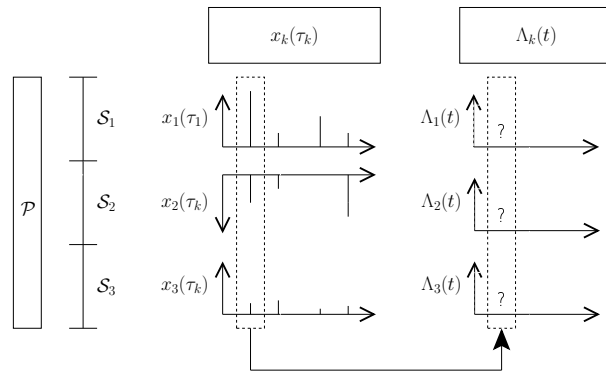 x_k(τ_k) Λ_k(t)
S_1 x_1(τ_1) Λ_1(t) ?
P S_2 x_2(τ_k) Λ_2(t) ?
S_3 x_3(τ_k) Λ_3(t) ?